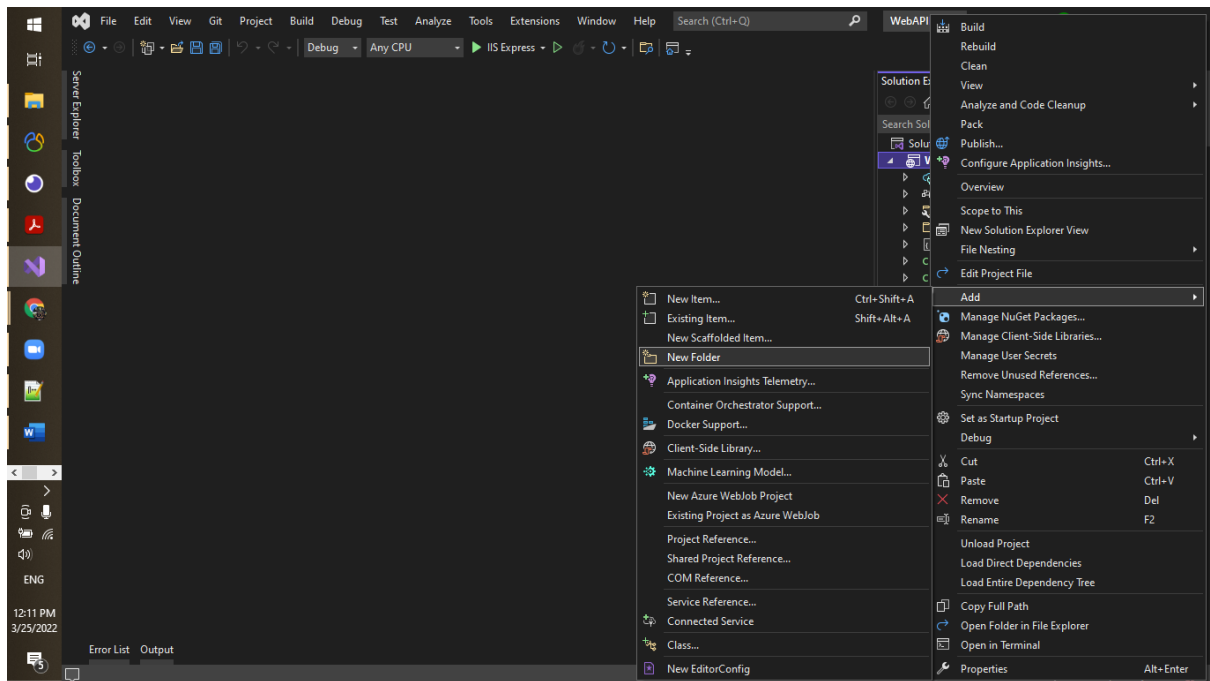 File Edit View Git Project Build Debug Test Analyze Tools Extensions Window Help Search (Ctrl+Q) WebAPI
Debug Any CPU IIS Express
Server Explorer
Toolbox
Document Outline
Solution E
Search Sol
Solu
Build
Rebuild
Clean
View
Analyze and Code Cleanup
Pack
Publish...
Configure Application Insights...
Overview
Scope to This
New Solution Explorer View
File Nesting
Edit Project File
Add
Manage NuGet Packages...
Manage Client-Side Libraries...
Manage User Secrets
Remove Unused References...
Sync Namespaces
Set as Startup Project
Debug
Cut Ctrl+X
Paste Ctrl+V
Remove Del
Rename F2
Unload Project
Load Direct Dependencies
Load Entire Dependency Tree
Copy Full Path
Open Folder in File Explorer
Open in Terminal
Properties Alt+Enter
New Item... Ctrl+Shift+A
Existing Item... Shift+Alt+A
New Scaffolded Item...
New Folder
Application Insights Telemetry...
Container Orchestrator Support...
Docker Support...
Client-Side Library...
Machine Learning Model...
New Azure WebJob Project
Existing Project as Azure WebJob
Project Reference...
Shared Project Reference...
COM Reference...
Service Reference...
Connected Service
Class...
New EditorConfig
Error List Output
ENG
12:11 PM
3/25/2022
5